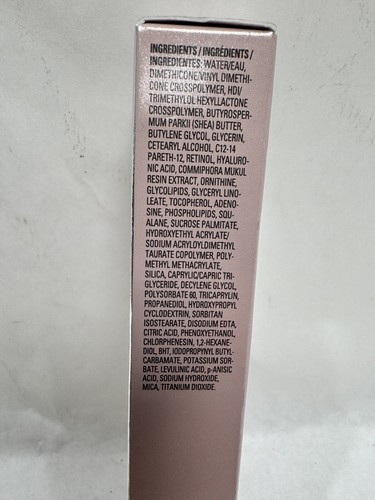 INGREDIENTS / INGRÉDIENTS /
INGREDIENTES: WATER/EAU,
DIMETHICONE/VINYL DIMETHI-
CONE CROSSPOLYMER, HDI/
TRIMETHYLOL HEXYLLACTONE
CROSSPOLYMER, BUTYROSPER-
MUM PARKII (SHEA) BUTTER,
BUTYLENE GLYCOL, GLYCERIN,
CETEARYL ALCOHOL, C12-14
PARETH-12, RETINOL, HYALURO-
NIC ACID, COMMIPHORA MUKUL
RESIN EXTRACT, ORNITHINE,
GLYCOLIPIDS, GLYCERYL LINO-
LEATE, TOCOPHEROL, ADENO-
SINE, PHOSPHOLIPIDS, SQU-
ALANE, SUCROSE PALMITATE,
HYDROXYETHYL ACRYLATE/
SODIUM ACRYLOYLDIMETHYL
TAURATE COPOLYMER, POLY-
METHYL METHACRYLATE,
SILICA, CAPRYLIC/CAPRIC TRI-
GLYCERIDE, DECYLENE GLYCOL,
POLYSORBATE 60, TRICAPRYLIN,
PROPANEDIOL, HYDROXYPROPYL
CYCLODEXTRIN, SORBITAN
ISOSTEARATE, DISODIUM EDTA,
CITRIC ACID, PHENOXYETHANOL,
CHLORPHENESIN, 1,2-HEXANE-
DIOL, BHT, IODOPROPYNYL BUTYL-
CARBAMATE, POTASSIUM SOR-
BATE, LEVULINIC ACID, p-ANISIC
ACID, SODIUM HYDROXIDE,
MICA, TITANIUM DIOXIDE.